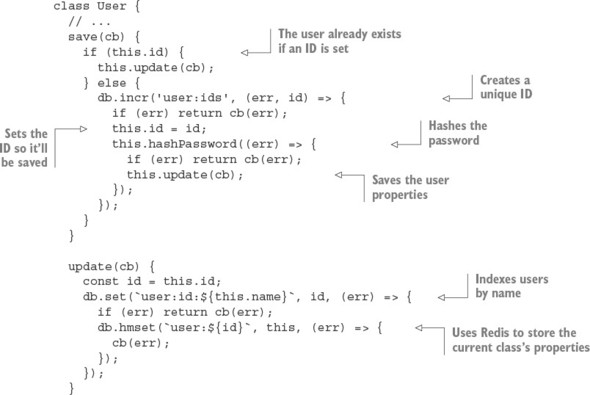 class User {
  // ...
  save(cb) {
    if (this.id) {
      this.update(cb);
    } else {
      db.incr('user:ids', (err, id) => {
        if (err) return cb(err);
        this.id = id;
        this.hashPassword((err) => {
          if (err) return cb(err);
          this.update(cb);
        });
      });
    }
  }

  update(cb) {
    const id = this.id;
    db.set(`user:id:${this.name}`, id, (err) => {
      if (err) return cb(err);
      db.hmset(`user:${id}`, this, (err) => {
        cb(err);
      });
    });
  }
The user already exists
if an ID is set
Creates a
unique ID
Sets the
ID so it'll
be saved
Hashes the
password
Saves the user
properties
Indexes users
by name
Uses Redis to store the
current class's properties